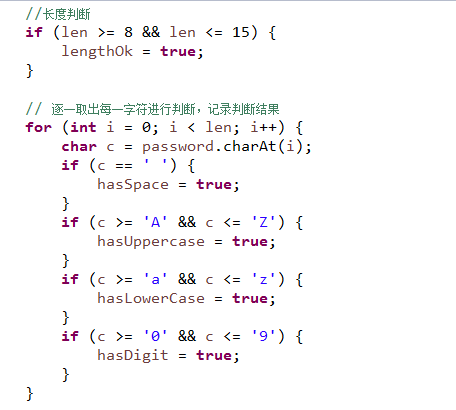 //长度判断
if (len >= 8 && len <= 15) {
    lengthOk = true;
}

// 逐一取出每一字符进行判断，记录判断结果
for (int i = 0; i < len; i++) {
    char c = password.charAt(i);
    if (c == ' ') {
        hasSpace = true;
    }
    if (c >= 'A' && c <= 'Z') {
        hasUppercase = true;
    }
    if (c >= 'a' && c <= 'z') {
        hasLowerCase = true;
    }
    if (c >= '0' && c <= '9') {
        hasDigit = true;
    }
}